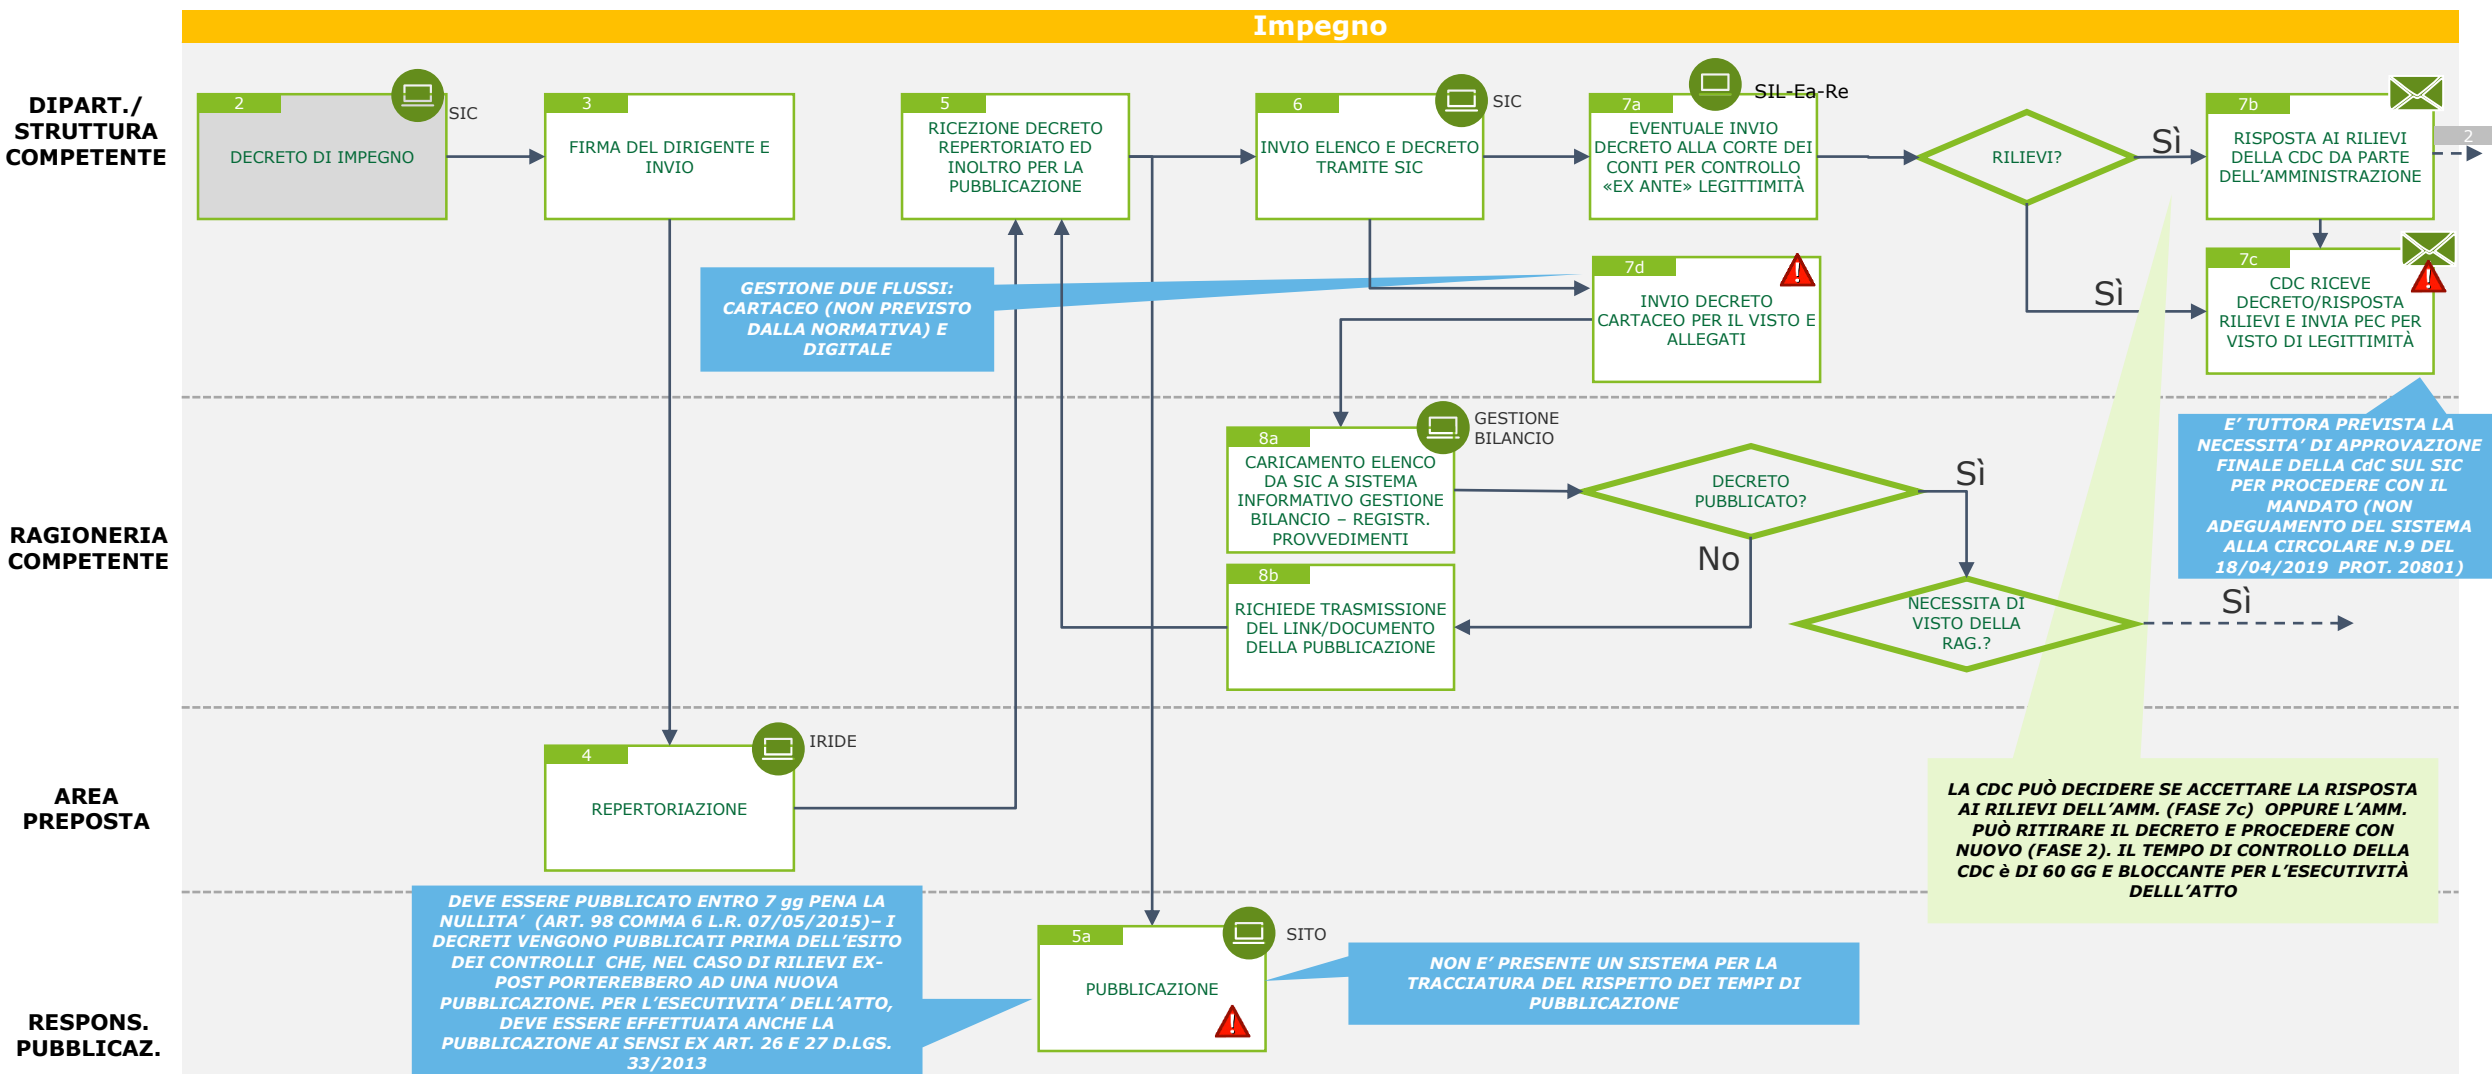 Impegno
DIPART./
STRUTTURA
COMPETENTE
2
SIC
DECRETO DI IMPEGNO
3
FIRMA DEL DIRIGENTE E
INVIO
5
RICEZIONE DECRETO
REPERTORIATO ED
INOLTRO PER LA
PUBBLICAZIONE
6
SIC
INVIO ELENCO E DECRETO
TRAMITE SIC
7a
SIL-Ea-Re
EVENTUALE INVIO
DECRETO ALLA CORTE DEI
CONTI PER CONTROLLO
«EX ANTE» LEGITTIMITÀ
RILIEVI?
Sì
7b
RISPOSTA AI RILIEVI
DELLA CDC DA PARTE
DELL’AMMINISTRAZIONE
2
GESTIONE DUE FLUSSI:
CARTACEO (NON PREVISTO
DALLA NORMATIVA) E
DIGITALE
7d
INVIO DECRETO
CARTACEO PER IL VISTO E
ALLEGATI
Sì
7c
CDC RICEVE
DECRETO/RISPOSTA
RILIEVI E INVIA PEC PER
VISTO DI LEGITTIMITÀ
RAGIONERIA
COMPETENTE
8a
GESTIONE
BILANCIO
CARICAMENTO ELENCO
DA SIC A SISTEMA
INFORMATIVO GESTIONE
BILANCIO – REGISTR.
PROVVEDIMENTI
DECRETO
PUBBLICATO?
Sì
No
E’ TUTTORA PREVISTA LA
NECESSITA’ DI APPROVAZIONE
FINALE DELLA CdC SUL SIC
PER PROCEDERE CON IL
MANDATO (NON
ADEGUAMENTO DEL SISTEMA
ALLA CIRCOLARE N.9 DEL
18/04/2019 PROT. 20801)
8b
RICHIEDE TRASMISSIONE
DEL LINK/DOCUMENTO
DELLA PUBBLICAZIONE
NECESSITA DI
VISTO DELLA
RAG.?
Sì
AREA
PREPOSTA
4
IRIDE
REPERTORIAZIONE
LA CDC PUÒ DECIDERE SE ACCETTARE LA RISPOSTA
AI RILIEVI DELL’AMM. (FASE 7c) OPPURE L’AMM.
PUÒ RITIRARE IL DECRETO E PROCEDERE CON
NUOVO (FASE 2). IL TEMPO DI CONTROLLO DELLA
CDC è DI 60 GG E BLOCCANTE PER L’ESECUTIVITÀ
DELLL’ATTO
RESPONS.
PUBBLICAZ.
DEVE ESSERE PUBBLICATO ENTRO 7 gg PENA LA
NULLITA’ (ART. 98 COMMA 6 L.R. 07/05/2015)– I
DECRETI VENGONO PUBBLICATI PRIMA DELL’ESITO
DEI CONTROLLI CHE, NEL CASO DI RILIEVI EX-
POST PORTEREBBERO AD UNA NUOVA
PUBBLICAZIONE. PER L’ESECUTIVITA’ DELL’ATTO,
DEVE ESSERE EFFETTUATA ANCHE LA
PUBBLICAZIONE AI SENSI EX ART. 26 E 27 D.LGS.
33/2013
5a
SITO
PUBBLICAZIONE
NON E’ PRESENTE UN SISTEMA PER LA
TRACCIATURA DEL RISPETTO DEI TEMPI DI
PUBBLICAZIONE